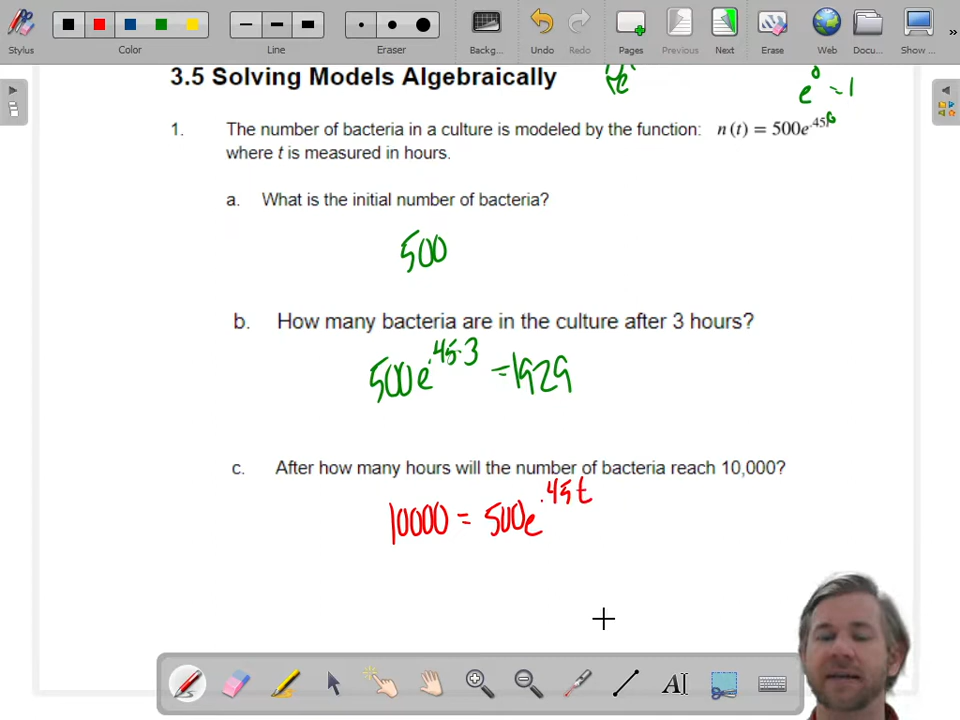 Stylus Color Line Eraser Backg... Undo Redo Pages Previous Next Erase Web Docu... Show ... »
3.5 Solving Models Algebraically
e⁰ = 1
1. The number of bacteria in a culture is modeled by the function: n(t) = 500e^.45
where t is measured in hours.
a. What is the initial number of bacteria?
500
b. How many bacteria are in the culture after 3 hours?
500e^.45·3 = 1929
c. After how many hours will the number of bacteria reach 10,000?
10000 = 500e^.45t
A